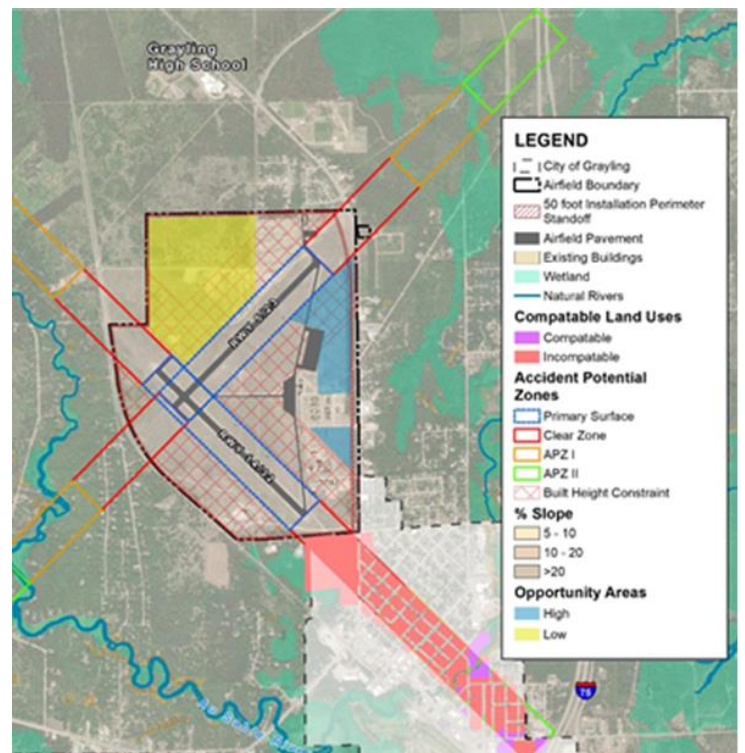 Grayling
High School
LEGEND
City of Grayling
Airfield Boundary
50 foot Installation Perimeter
Standoff
Airfield Pavement
Existing Buildings
Wetland
Natural Rivers
Compatable Land Uses
Compatable
Incompatable
Accident Potential
Zones
Primary Surface
Clear Zone
APZ I
APZ II
Built Height Constraint
% Slope
5 - 10
10 - 20
>20
Opportunity Areas
High
Low
75